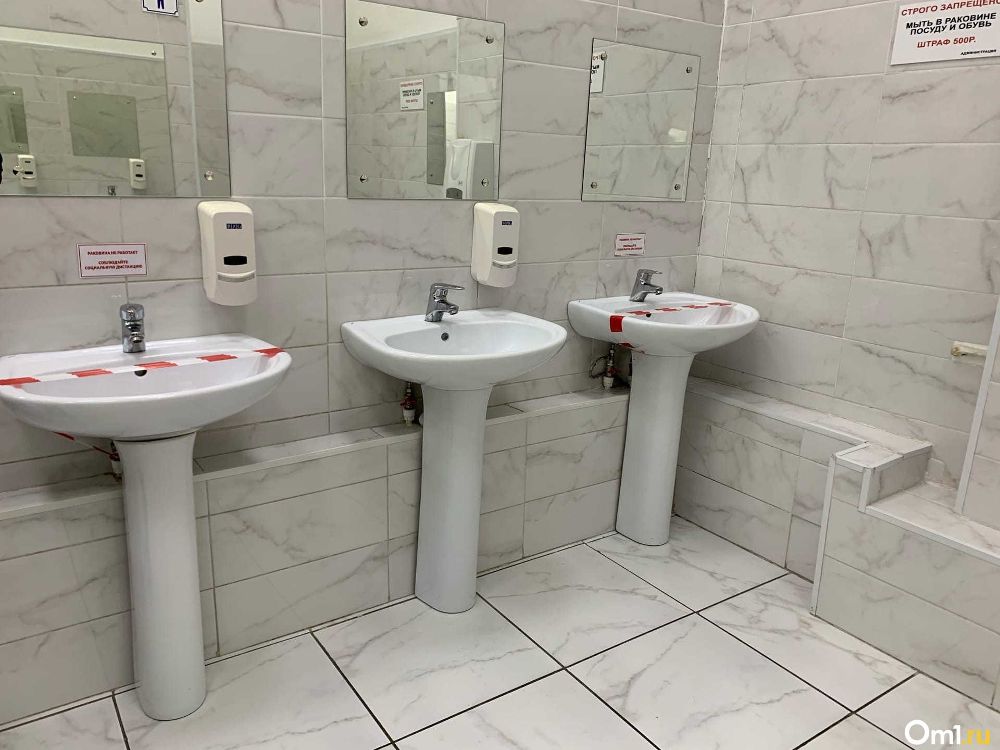 СТРОГО ЗАПРЕЩЕНО
МЫТЬ В РАКОВИНЕ
ПОСУДУ И ОБУВЬ
ШТРАФ 500Р.
АДМИНИСТРАЦИЯ
РАКОВИНА НЕ РАБОТАЕТ
СОБЛЮДАЙТЕ
СОЦИАЛЬНУЮ ДИСТАНЦИЮ
BXG
BXG
РАКОВИНА НЕ РАБОТАЕТ
СОБЛЮДАЙТЕ
СОЦИАЛЬНУЮ ДИСТАНЦИЮ
Om1.ru